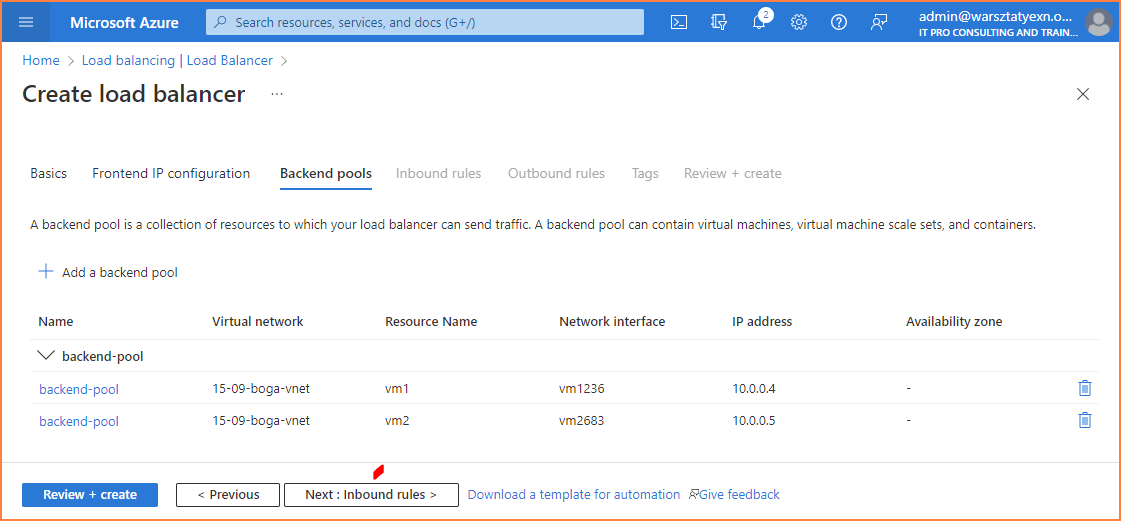 Microsoft Azure
Search resources, services, and docs (G+/)
2
admin@warsztatyexn.o...
IT PRO CONSULTING AND TRAIN...
Home > Load balancing | Load Balancer >
Create load balancer ...
Basics Frontend IP configuration Backend pools Inbound rules Outbound rules Tags Review + create
A backend pool is a collection of resources to which your load balancer can send traffic. A backend pool can contain virtual machines, virtual machine scale sets, and containers.
+ Add a backend pool
Name Virtual network Resource Name Network interface IP address Availability zone
backend-pool
backend-pool 15-09-boga-vnet vm1 vm1236 10.0.0.4 -
backend-pool 15-09-boga-vnet vm2 vm2683 10.0.0.5 -
Review + create < Previous Next : Inbound rules > Download a template for automation Give feedback